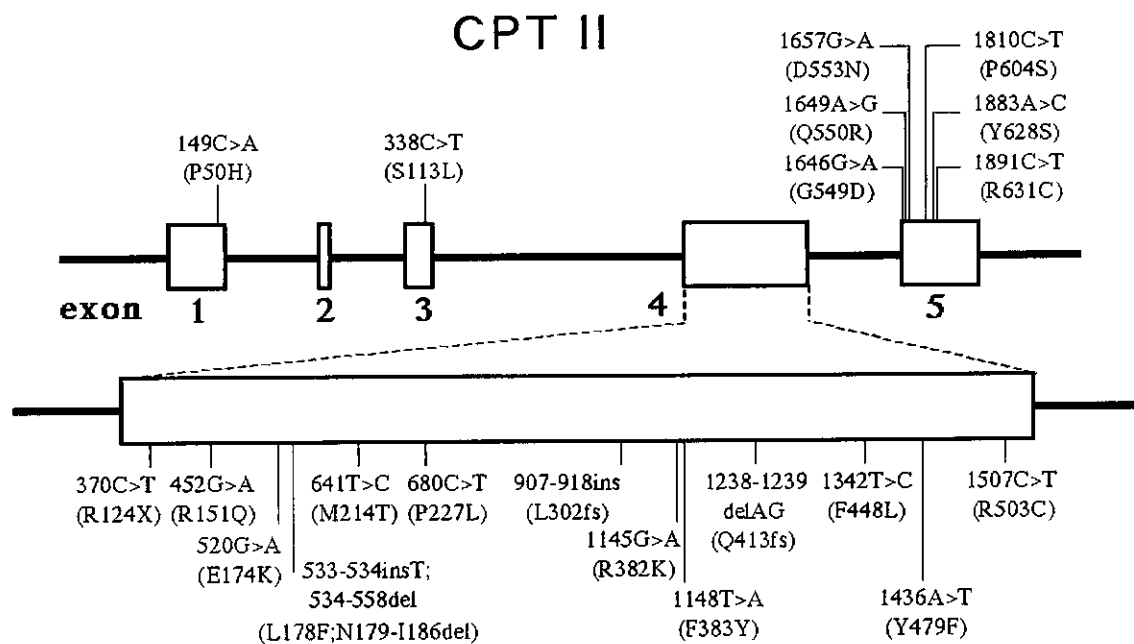 CPT II
1657G>A
(D553N)
1810C>T
(P604S)
1649A>G
(Q550R)
1883A>C
(Y628S)
1646G>A
(G549D)
1891C>T
(R631C)
149C>A
(P50H)
338C>T
(S113L)
exon 1 2 3 4 5
370C>T
(R124X)
452G>A
(R151Q)
520G>A
(E174K)
533-534insT;
534-558del
(L178F;N179-I186del)
641T>C
(M214T)
680C>T
(P227L)
907-918ins
(L302fs)
1145G>A
(R382K)
1148T>A
(F383Y)
1238-1239
delAG
(Q413fs)
1342T>C
(F448L)
1436A>T
(Y479F)
1507C>T
(R503C)